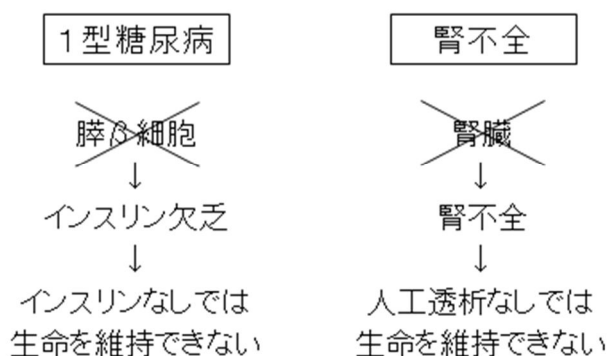 1型糖尿病
膵β細胞
↓
インスリン欠乏
↓
インスリンなしでは
生命を維持できない
腎不全
腎臓
↓
腎不全
↓
人工透析なしでは
生命を維持できない